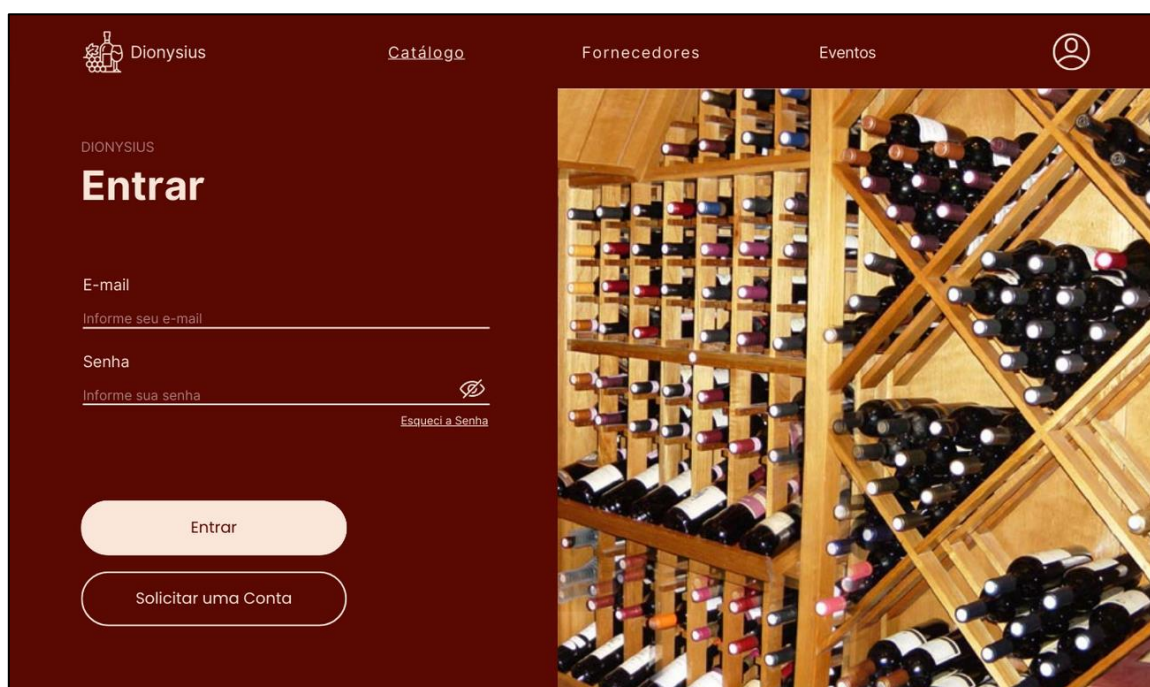 Dionysius
Catálogo
Fornecedores
Eventos
DIONYSIUS
Entrar
E-mail
Informe seu e-mail
Senha
Informe sua senha
Esqueci a Senha
Entrar
Solicitar uma Conta